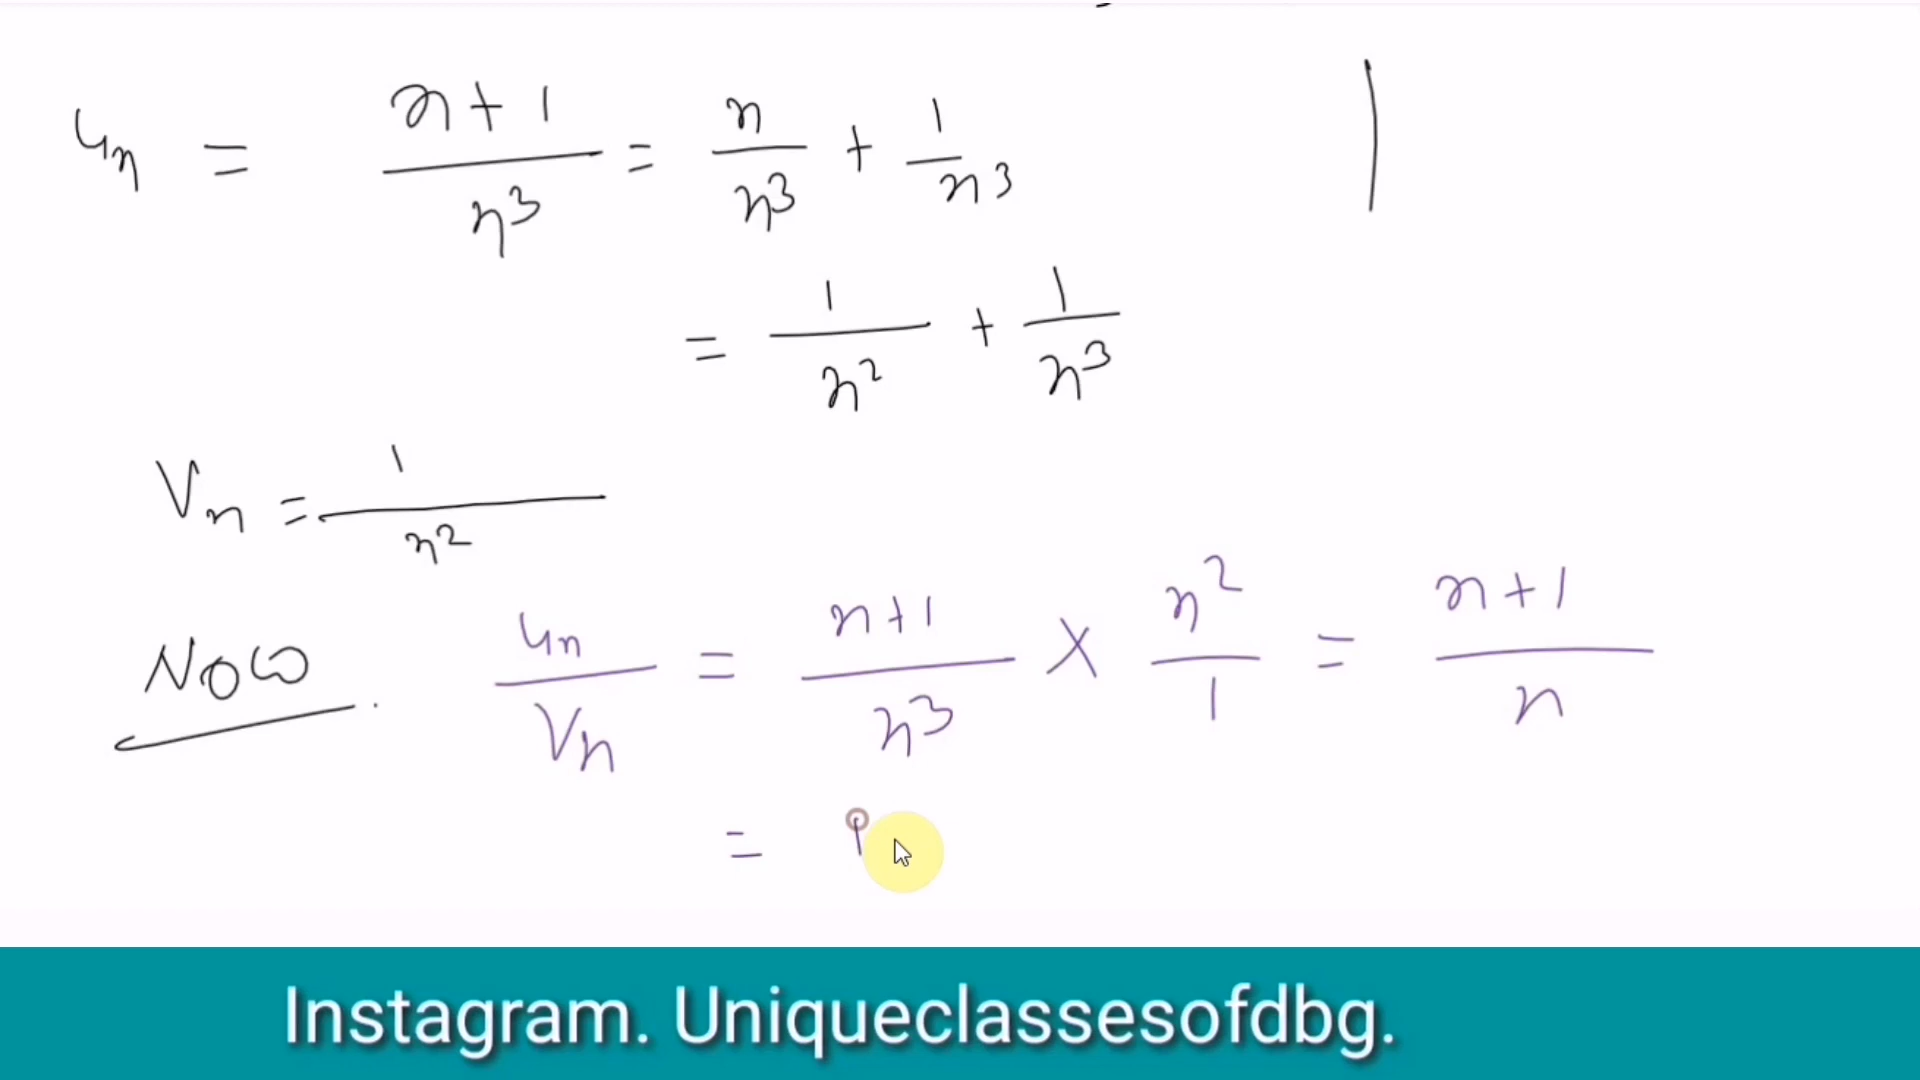 uₙ = (n+1)/n³ = n/n³ + 1/n³
= 1/n² + 1/n³
Vₙ = 1/n²
NOW. uₙ/Vₙ = (n+1)/n³ × n²/1 = (n+1)/n
= 1
Instagram. Uniqueclassesofdbg.